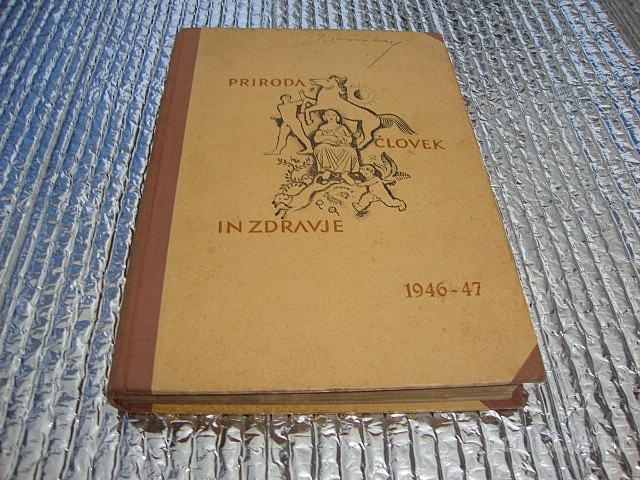 PRIRODA
ČLOVEK
IN ZDRAVJE
1946-47